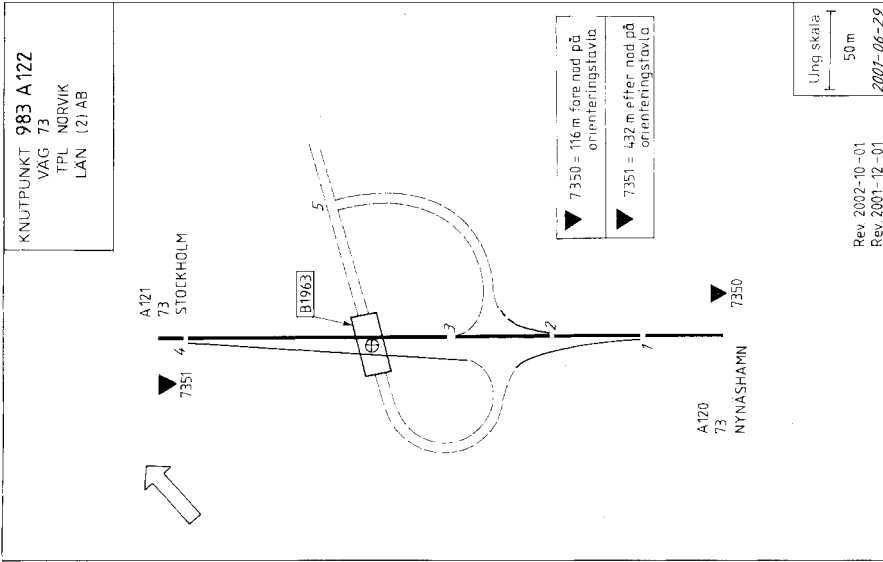 KNUTPUNKT 983 A122
VÄG 73
TPL NORVIK
LÄN (2) AB
A121
73
STOCKHOLM
4
7351
B1963
5
3
2
1
7350
A120
73
NYNÄSHAMN
7350 = 116 m före nod på
orienteringstavla
7351 = 432 m efter nod på
orienteringstavla
Ung skala
50 m
2001-06-29
Rev. 2002-10-01
Rev. 2001-12-01